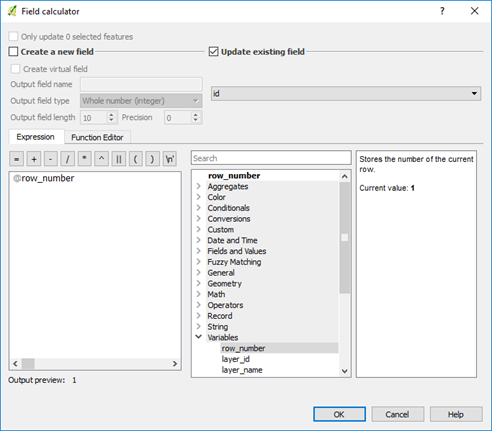 Field calculator
Only update 0 selected features
Create a new field
Update existing field
Create virtual field
Output field name
Output field type Whole number (integer)
Output field length 10 Precision 0
id
Expression Function Editor
= + - / * ^ || ( ) '\n'
Search
@row_number
row_number
Aggregates
Color
Conditionals
Conversions
Custom
Date and Time
Fields and Values
Fuzzy Matching
General
Geometry
Math
Operators
Record
String
Variables
row_number
layer_id
layer_name
Stores the number of the current
row.
Current value: 1
Output preview: 1
OK Cancel Help